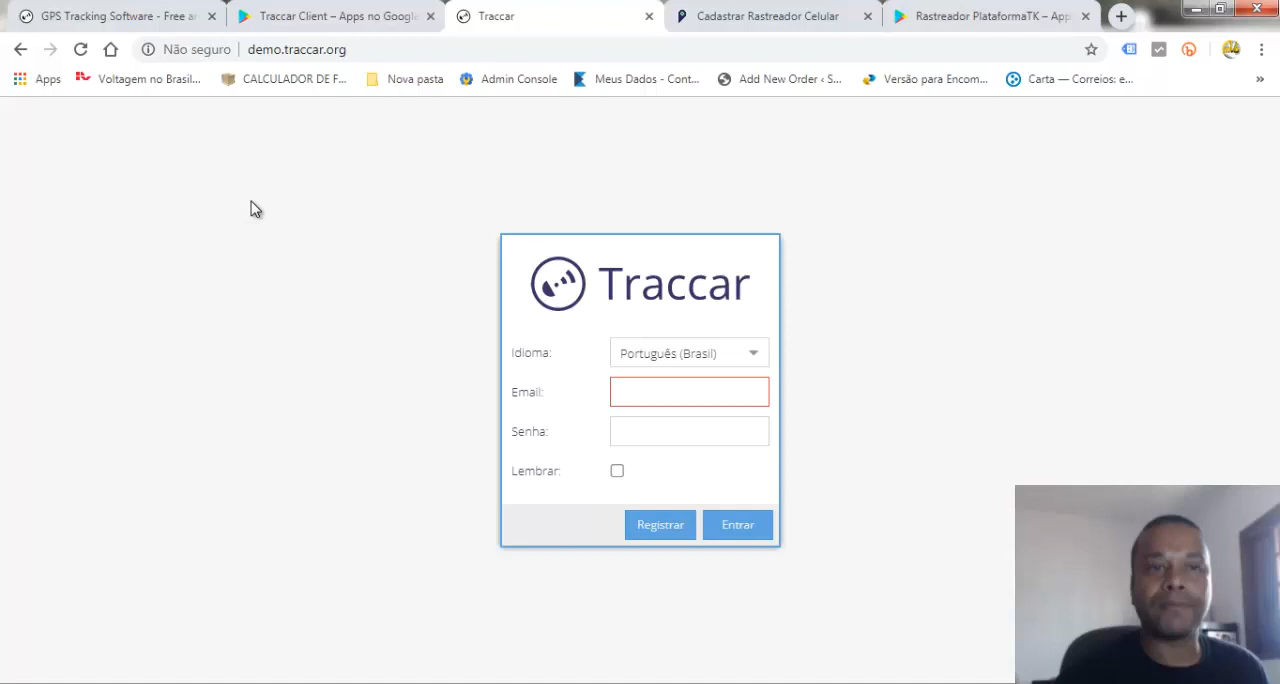 GPS Tracking Software - Free an
Traccar Client – Apps no Google
Traccar
Cadastrar Rastreador Celular
Rastreador PlataformaTK – App
Não seguro | demo.traccar.org
Apps
Voltagem no Brasil...
CALCULADOR DE F...
Nova pasta
Admin Console
Meus Dados - Cont...
Add New Order ‹ S...
Versão para Encom...
Carta — Correios: e...
»
Traccar
Idioma:
Português (Brasil)
Email:
Senha:
Lembrar:
Registrar
Entrar